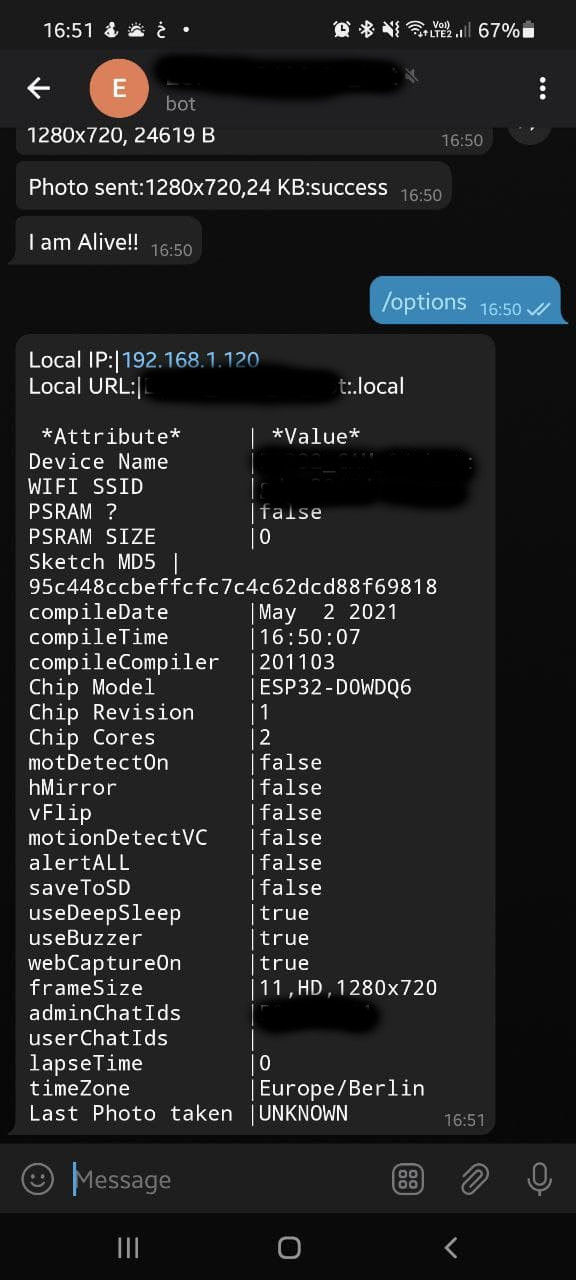 16:51
Vo))
LTE2
67%
E
bot
1280x720, 24619 B
16:50
Photo sent:1280x720,24 KB:success
16:50
I am Alive!!
16:50
/options
16:50
Local IP:|192.168.1.120
Local URL:| t:.local
*Attribute* | *Value*
Device Name |
WIFI SSID |
PSRAM ? |false
PSRAM SIZE |0
Sketch MD5 |
95c448ccbeffcfc7c4c62dcd88f69818
compileDate |May 2 2021
compileTime |16:50:07
compileCompiler |201103
Chip Model |ESP32-D0WDQ6
Chip Revision |1
Chip Cores |2
motDetectOn |false
hMirror |false
vFlip |false
motionDetectVC |false
alertALL |false
saveToSD |false
useDeepSleep |true
useBuzzer |true
webCaptureOn |true
frameSize |11,HD,1280x720
adminChatIds |
userChatIds |
lapseTime |0
timeZone |Europe/Berlin
Last Photo taken |UNKNOWN
16:51
Message